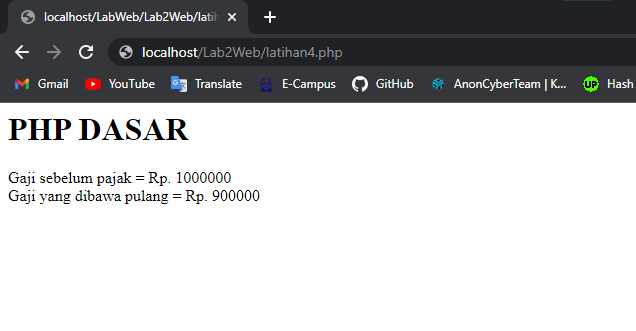 localhost/LabWeb/Lab2Web/latih
localhost/Lab2Web/latihan4.php
Gmail YouTube Translate E-Campus GitHub AnonCyberTeam | K... UP Hash
PHP DASAR
Gaji sebelum pajak = Rp. 1000000
Gaji yang dibawa pulang = Rp. 900000